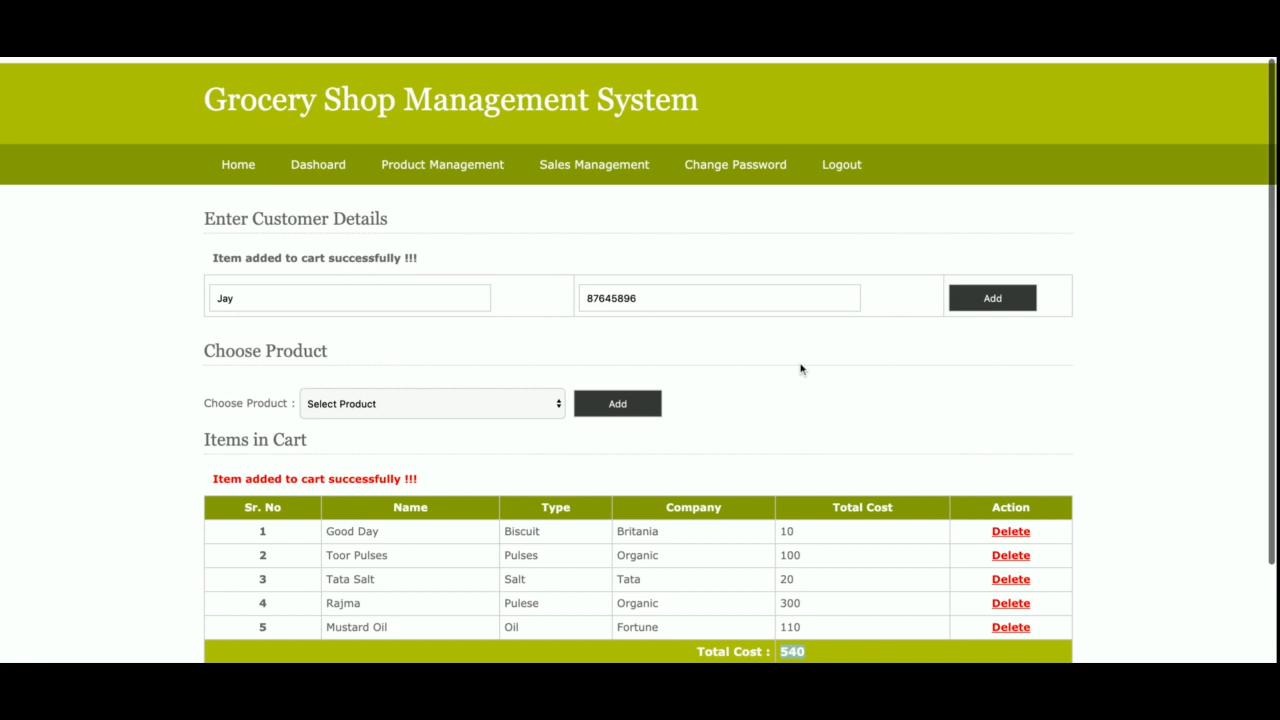 Grocery Shop Management System
Home Dashoard Product Management Sales Management Change Password Logout
Enter Customer Details
Item added to cart successfully !!!
Jay 87645896 Add
Choose Product
Choose Product : Select Product Add
Items in Cart
Item added to cart successfully !!!
Sr. No Name Type Company Total Cost Action
1 Good Day Biscuit Britania 10 Delete
2 Toor Pulses Pulses Organic 100 Delete
3 Tata Salt Salt Tata 20 Delete
4 Rajma Pulese Organic 300 Delete
5 Mustard Oil Oil Fortune 110 Delete
Total Cost : 540